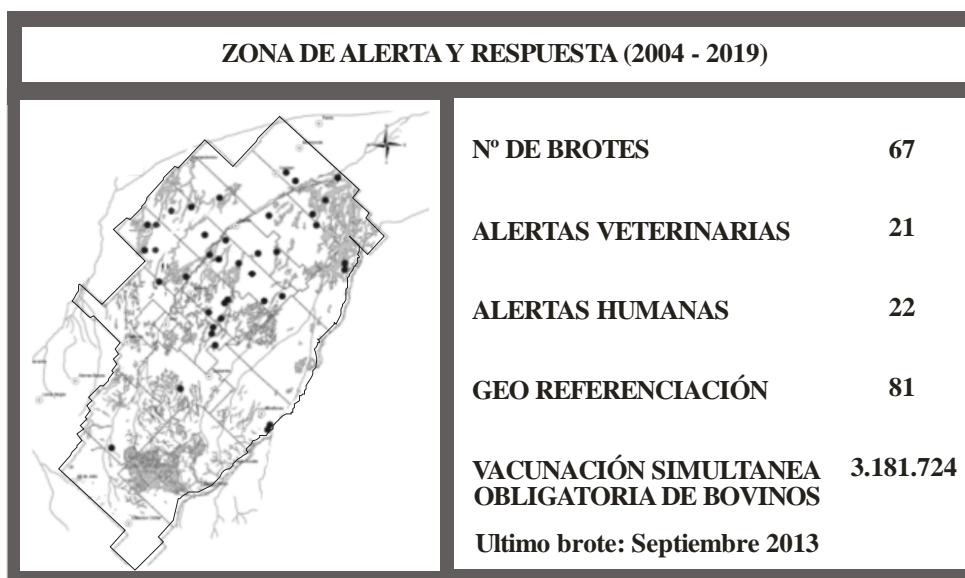 ZONA DE ALERTA Y RESPUESTA (2004 - 2019)
Nº DE BROTES 67
ALERTAS VETERINARIAS 21
ALERTAS HUMANAS 22
GEO REFERENCIACIÓN 81
VACUNACIÓN SIMULTANEA 3.181.724
OBLIGATORIA DE BOVINOS
Ultimo brote: Septiembre 2013